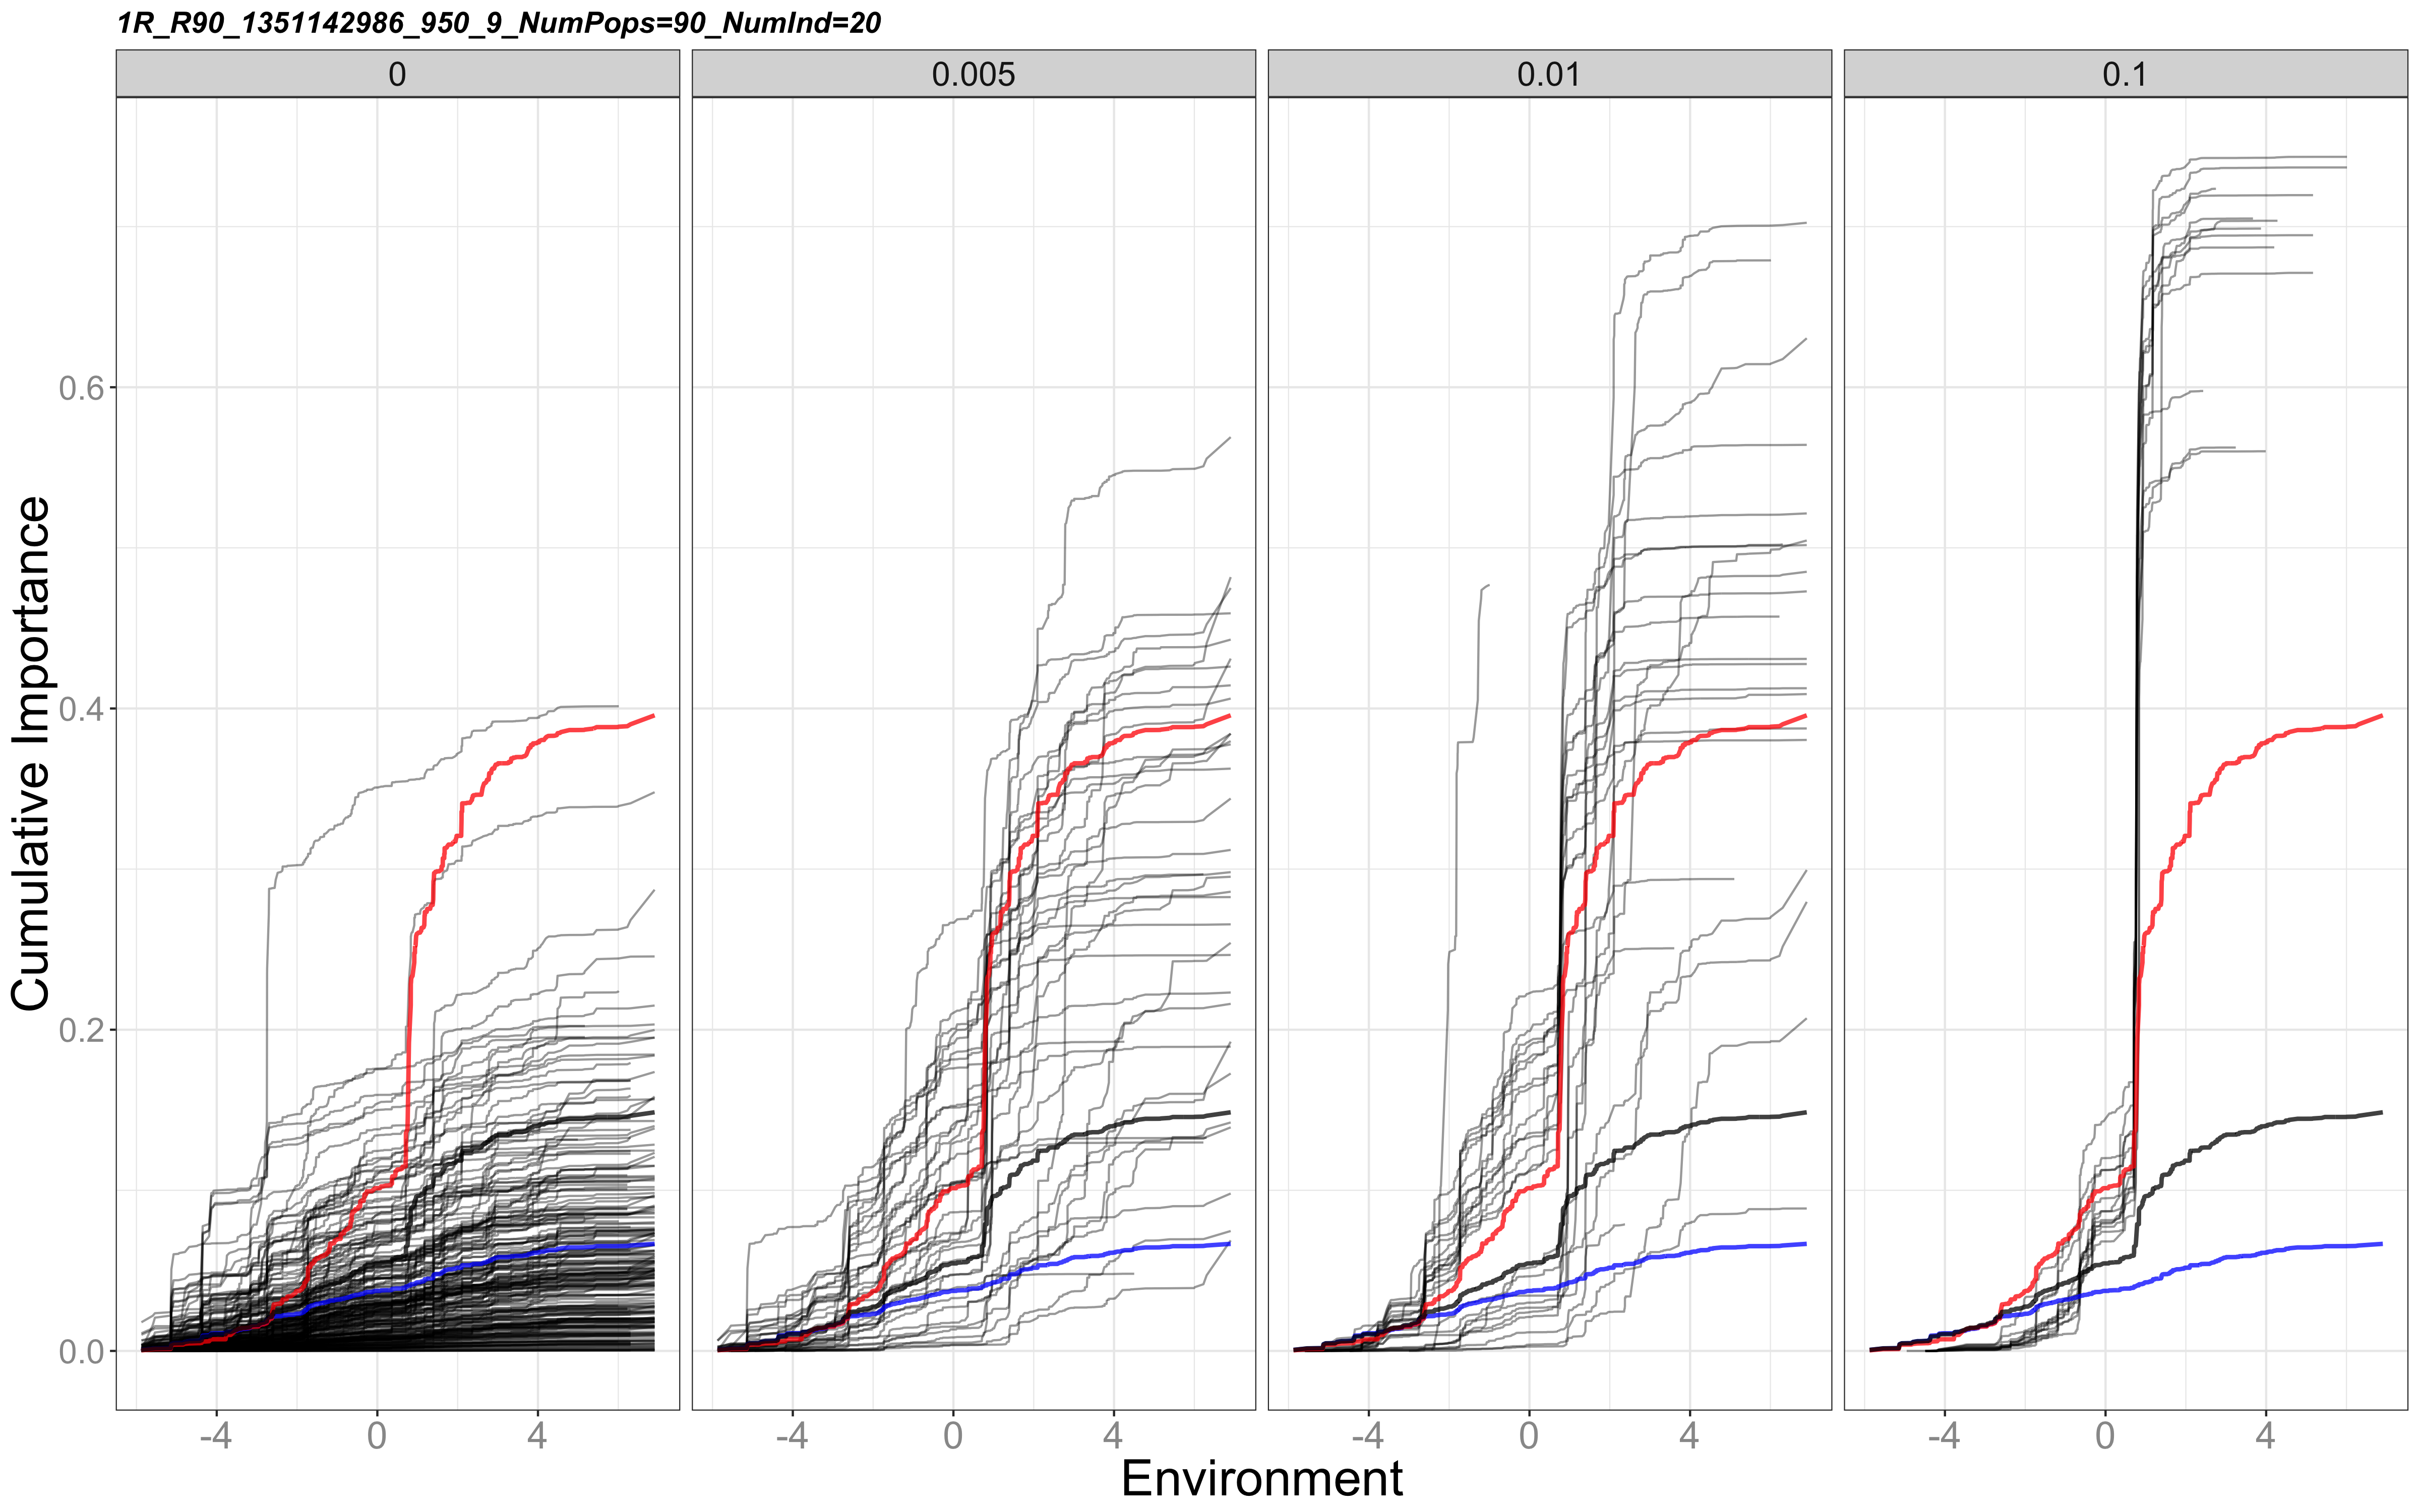 1R_R90_1351142986_950_9_NumPops=90_NumInd=20
0 0.005 0.01 0.1
Cumulative Importance
0.6
0.4
0.2
0.0
-4 0 4 -4 0 4 -4 0 4 -4 0 4
Environment